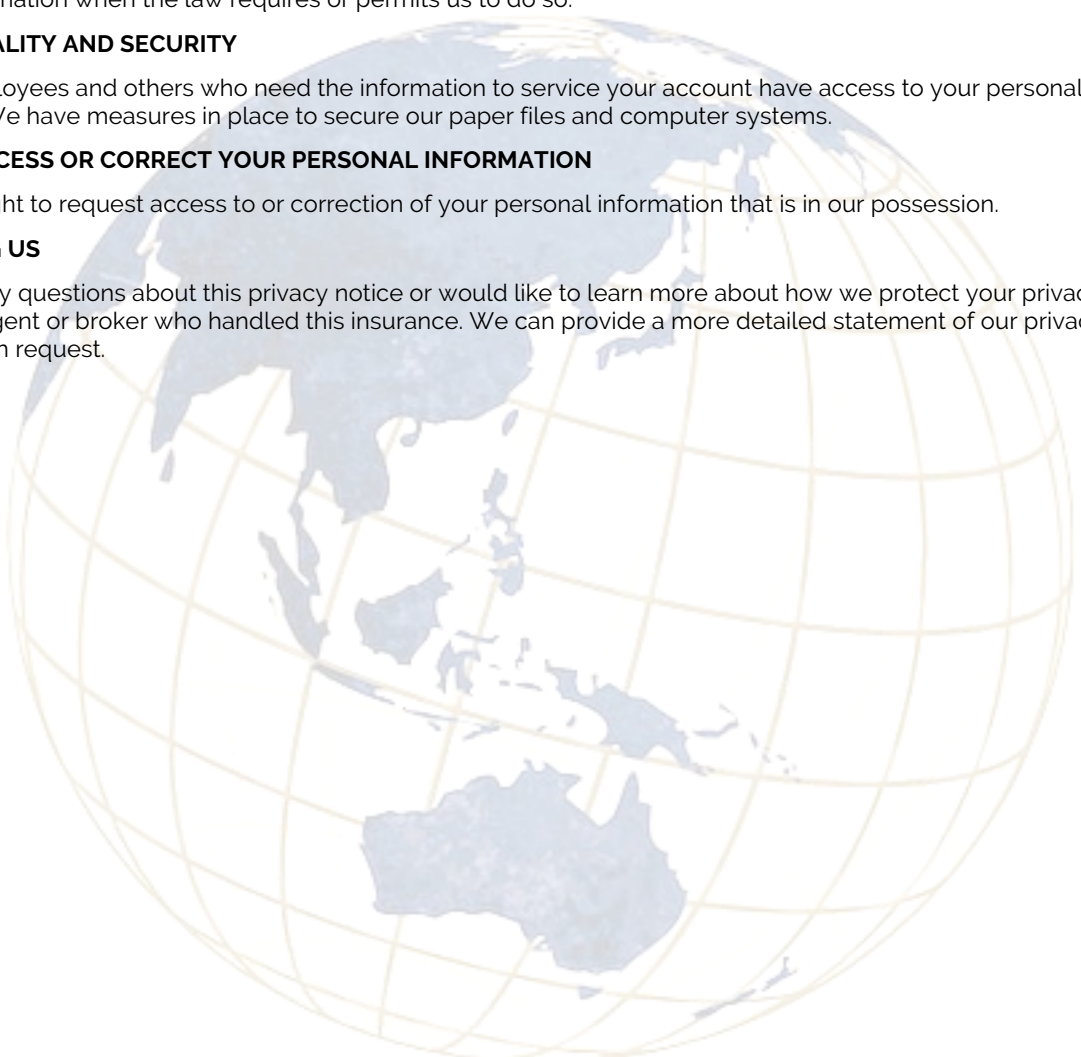 mation when the law requires or permits us to do so.
ALITY AND SECURITY
loyees and others who need the information to service your account have access to your personal
We have measures in place to secure our paper files and computer systems.
CESS OR CORRECT YOUR PERSONAL INFORMATION
ht to request access to or correction of your personal information that is in our possession.
US
y questions about this privacy notice or would like to learn more about how we protect your privac
gent or broker who handled this insurance. We can provide a more detailed statement of our privac
n request.